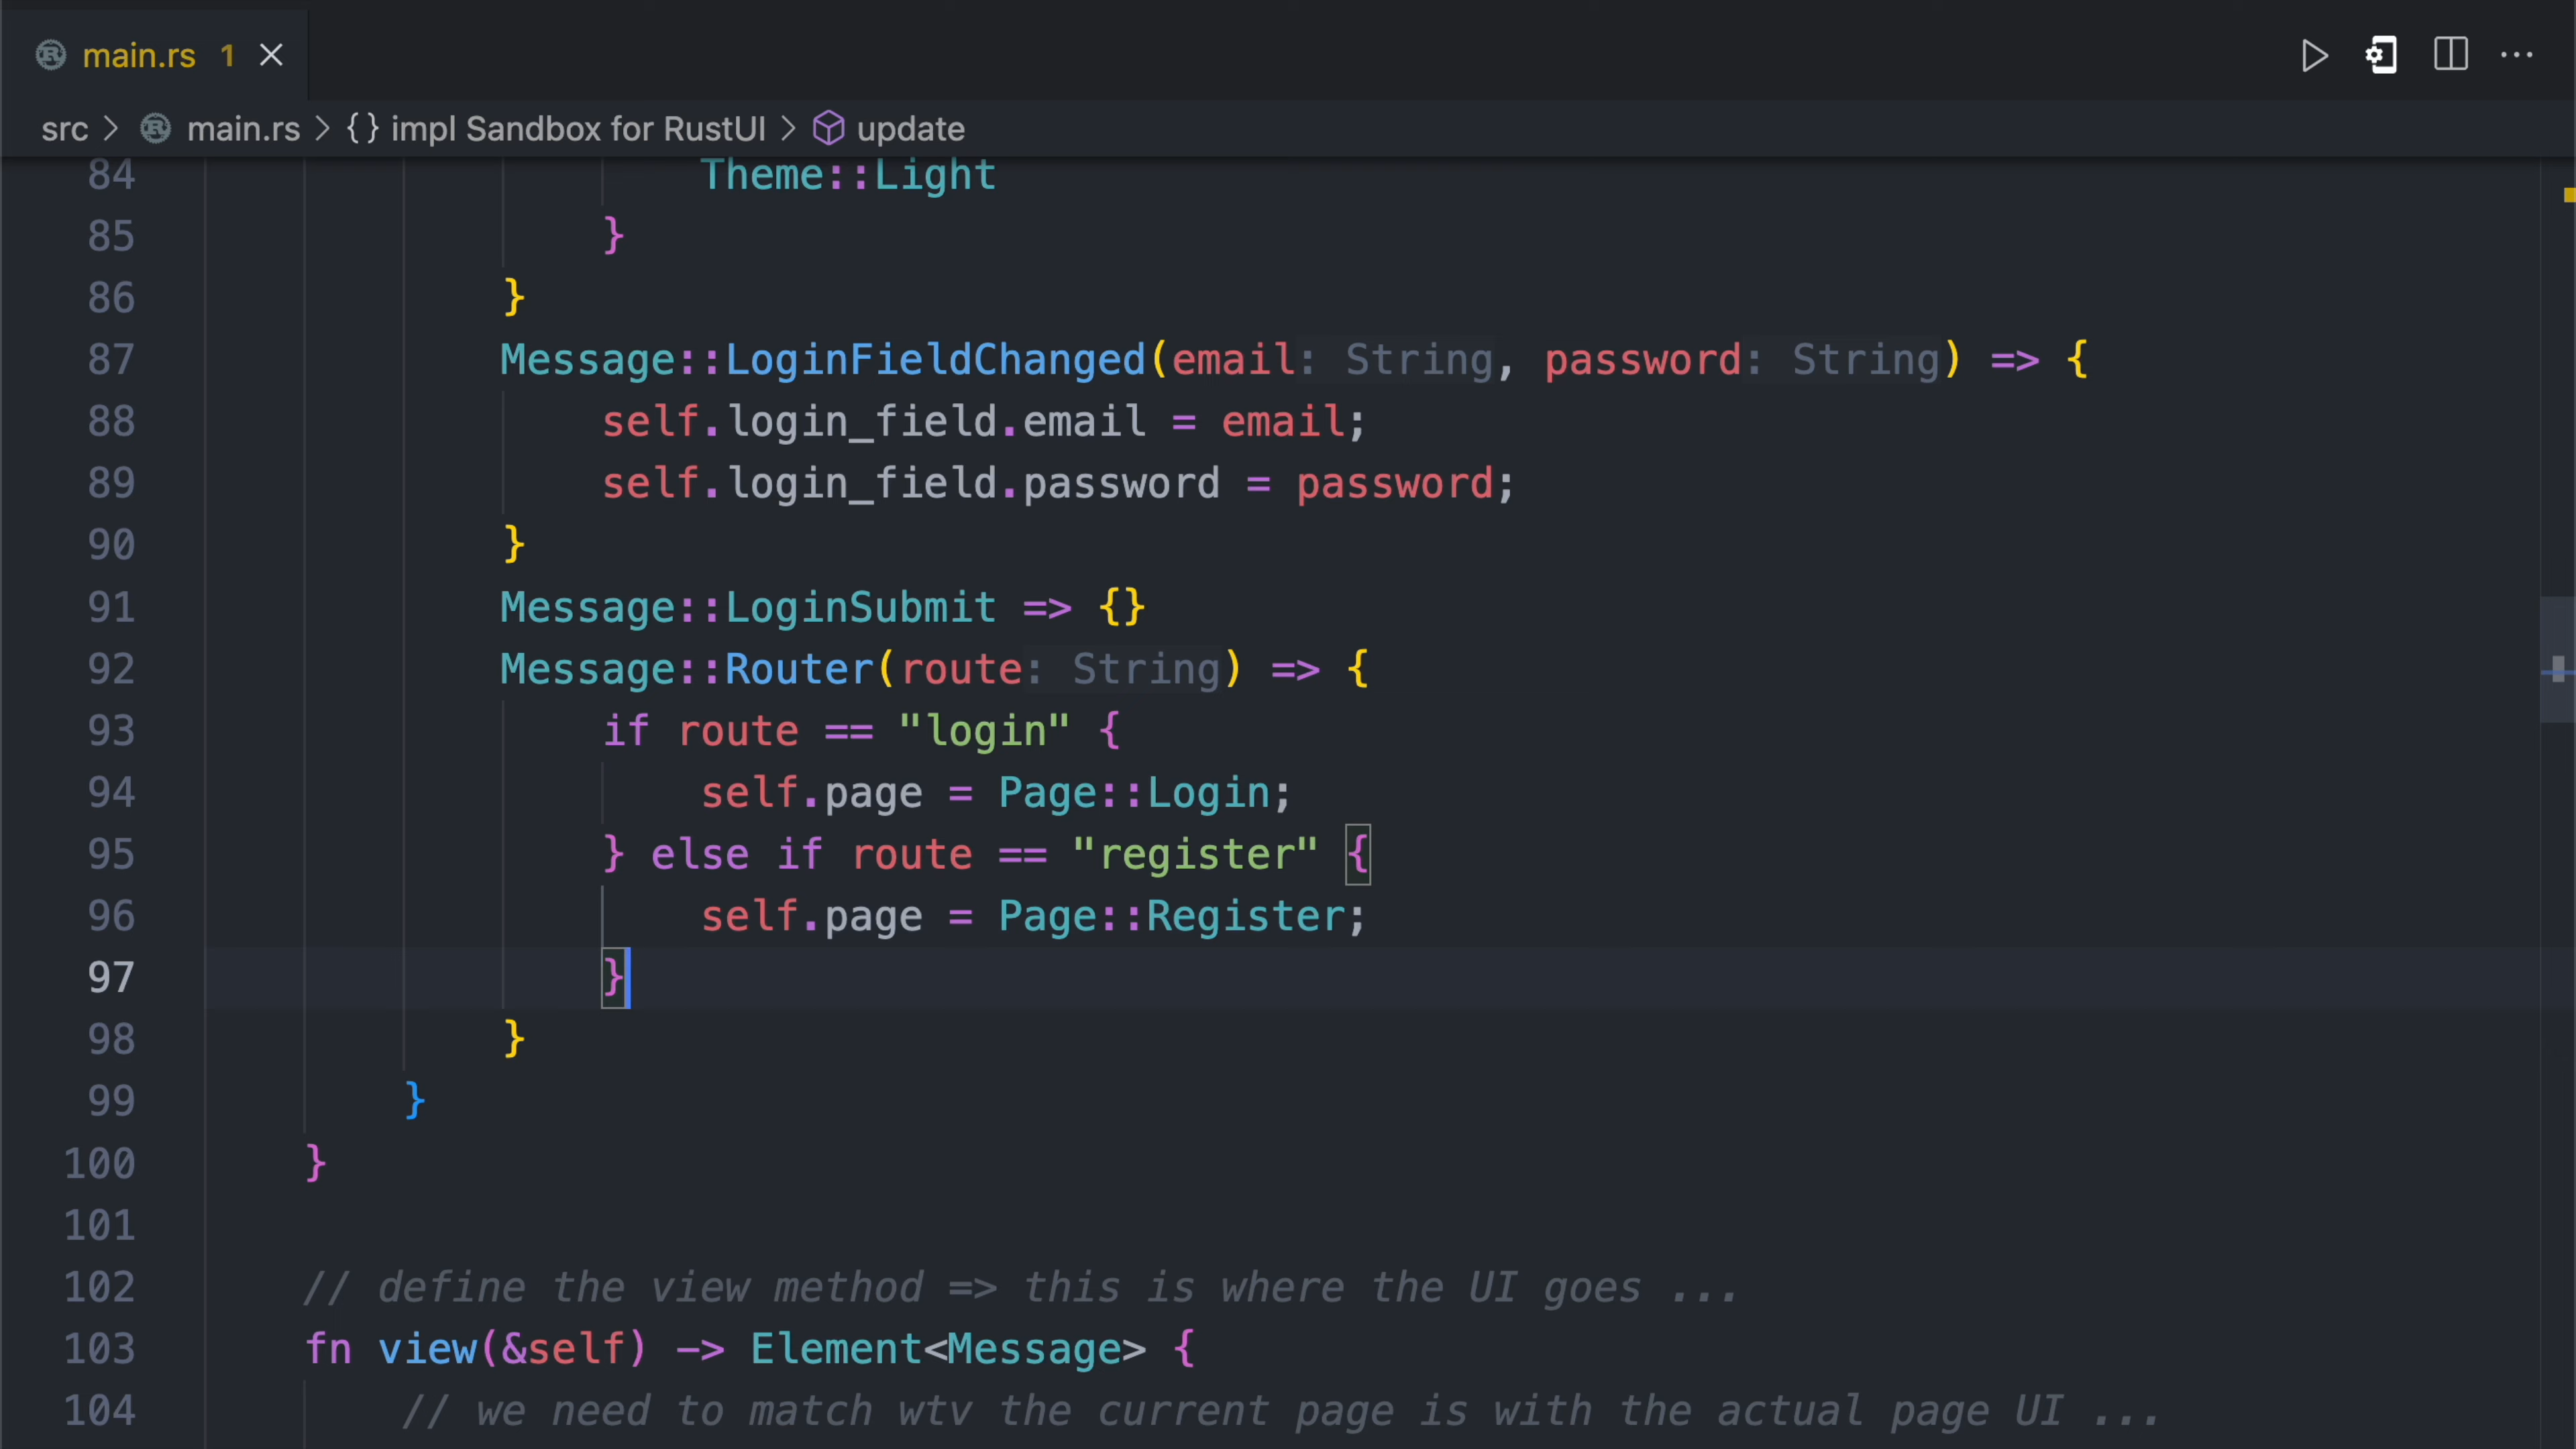 main.rs 1
src > main.rs > {} impl Sandbox for RustUI > update
84 Theme::Light
85 }
86 }
87 Message::LoginFieldChanged(email: String, password: String) => {
88 self.login_field.email = email;
89 self.login_field.password = password;
90 }
91 Message::LoginSubmit => {}
92 Message::Router(route: String) => {
93 if route == "login" {
94 self.page = Page::Login;
95 } else if route == "register" {
96 self.page = Page::Register;
97 }
98 }
99 }
100 }
101
102 // define the view method => this is where the UI goes ...
103 fn view(&self) -> Element<Message> {
104 // we need to match wtv the current page is with the actual page UI ...